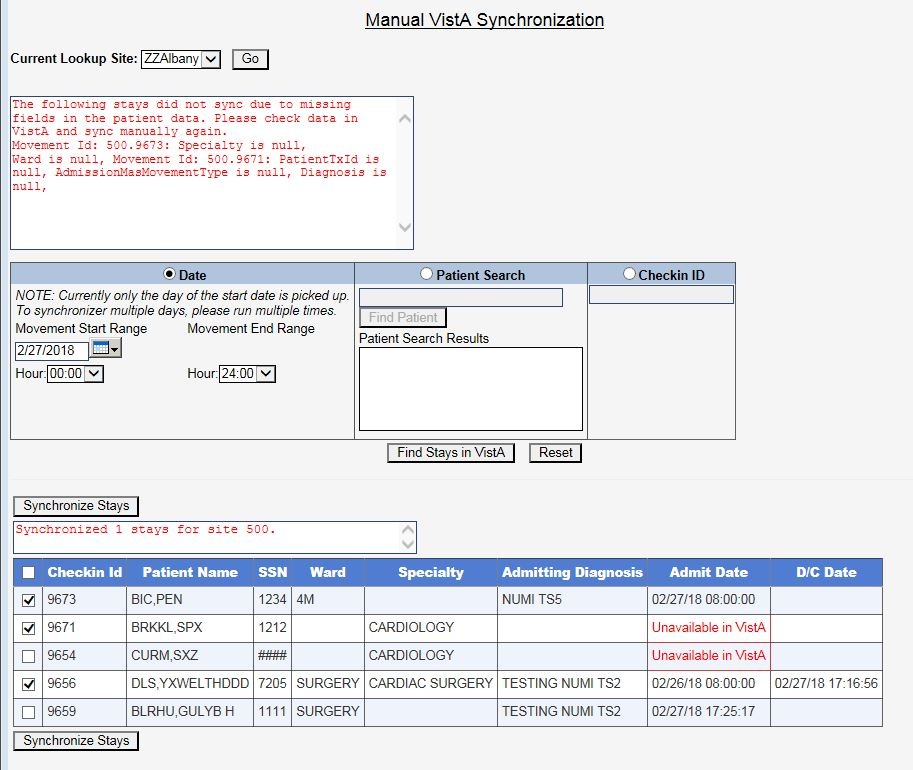 Manual VistA Synchronization
Current Lookup Site: ZZAlbany Go
The following stays did not sync due to missing
fields in the patient data. Please check data in
VistA and sync manually again.
Movement Id: 500.9673: Specialty is null,
Ward is null, Movement Id: 500.9671: PatientTxId is
null, AdmissionMasMovementType is null, Diagnosis is
null,
Date Patient Search Checkin ID
NOTE: Currently only the day of the start date is picked up.
To synchronizer multiple days, please run multiple times.
Movement Start Range Movement End Range
2/27/2018
Hour: 00:00 Hour: 24:00
Find Patient
Patient Search Results
Find Stays in VistA Reset
Synchronize Stays
Synchronized 1 stays for site 500.
Checkin Id Patient Name SSN Ward Specialty Admitting Diagnosis Admit Date D/C Date
9673 BIC,PEN 1234 4M NUMI TS5 02/27/18 08:00:00
9671 BRKKL,SPX 1212 CARDIOLOGY Unavailable in VistA
9654 CURM,SXZ #### CARDIOLOGY Unavailable in VistA
9656 DLS,YXWELTHDDD 7205 SURGERY CARDIAC SURGERY TESTING NUMI TS2 02/26/18 08:00:00 02/27/18 17:16:56
9659 BLRHU,GULYB H 1111 SURGERY TESTING NUMI TS2 02/27/18 17:25:17
Synchronize Stays